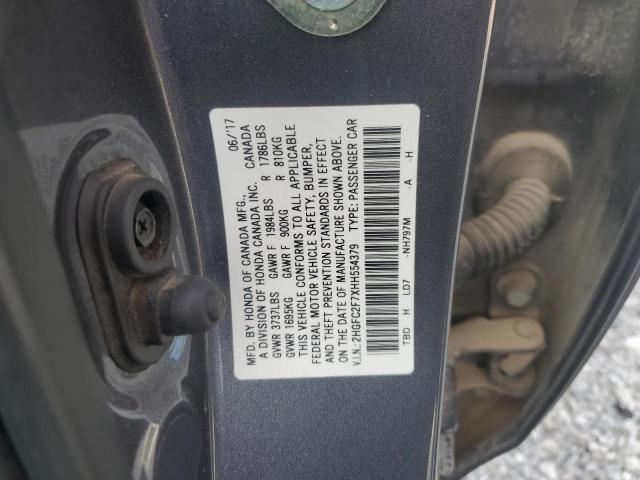 MFD. BY HONDA OF CANADA MFG., 06/'17
A DIVISION OF HONDA CANADA INC. CANADA
GVWR 3737LBS GAWR F 1984LBS R 1786LBS
GVWR 1695KG GAWR F 900KG R 810KG
THIS VEHICLE CONFORMS TO ALL APPLICABLE
FEDERAL MOTOR VEHICLE SAFETY, BUMPER,
AND THEFT PREVENTION STANDARDS IN EFFECT
ON THE DATE OF MANUFACTURE SHOWN ABOVE.
V.I.N.: 2HGFC2F7XHH554379 TYPE: PASSENGER CAR
TBD H LD7 -NH797M .A -H